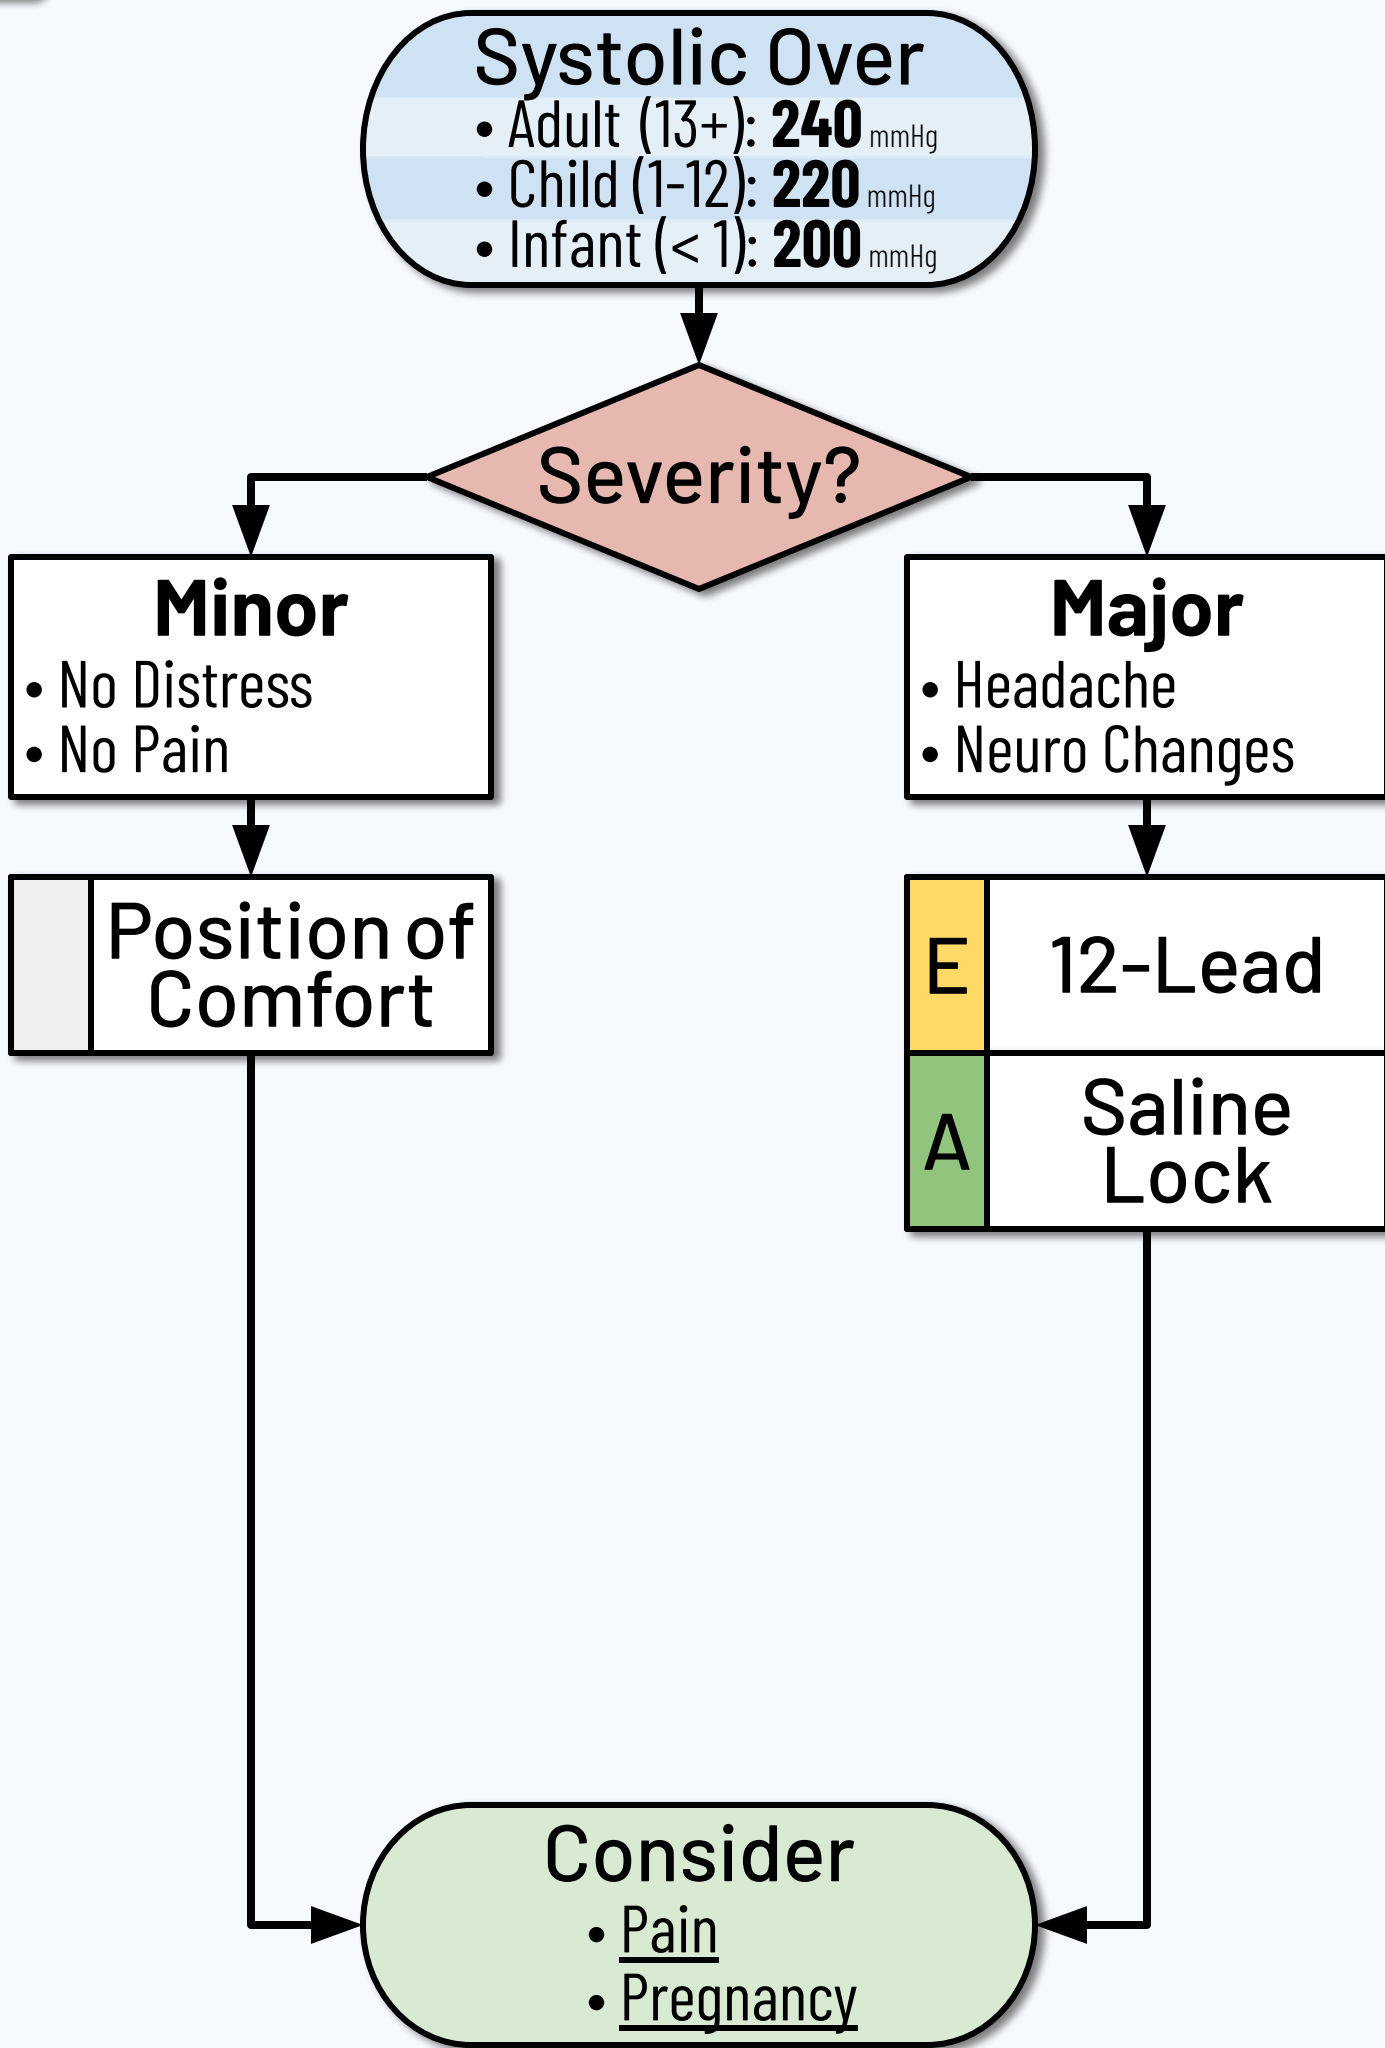 Systolic Over
• Adult (13+): 240 mmHg
• Child (1-12): 220 mmHg
• Infant (< 1): 200 mmHg
Severity?
Minor
• No Distress
• No Pain
Position of
Comfort
Major
• Headache
• Neuro Changes
E 12-Lead
A Saline
Lock
Consider
• Pain
• Pregnancy